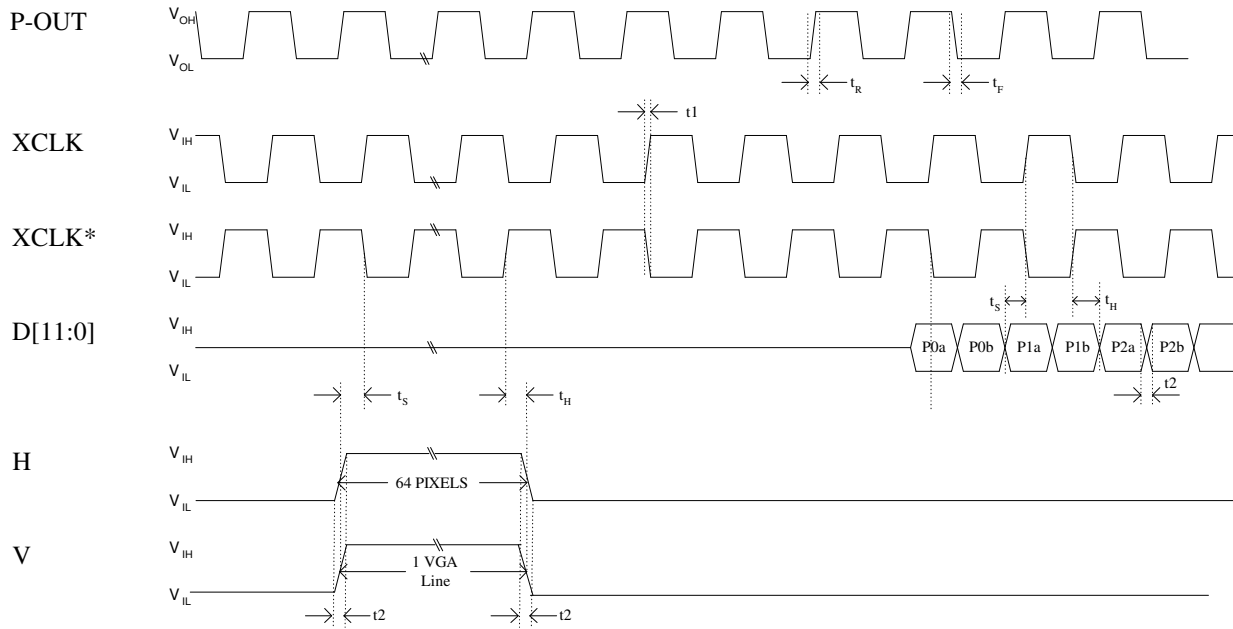 P-OUT
VOH
VOL
tR
tF
XCLK
VIH
VIL
t1
XCLK*
VIH
VIL
D[11:0]
VIH
VIL
tS
tH
P0a P0b P1a P1b P2a P2b
t2
tS
tH
H
VIH
VIL
64 PIXELS
V
VIH
VIL
1 VGA
Line
t2
t2